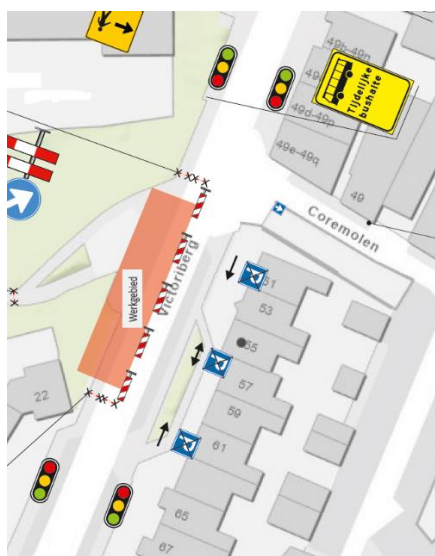 49h-49n
49d-49p
49e-49q
Tijdelijke
bushalte
49
Coremolen
Victoriberg
Werkgebied
51
53
55
57
59
61
65
67
22